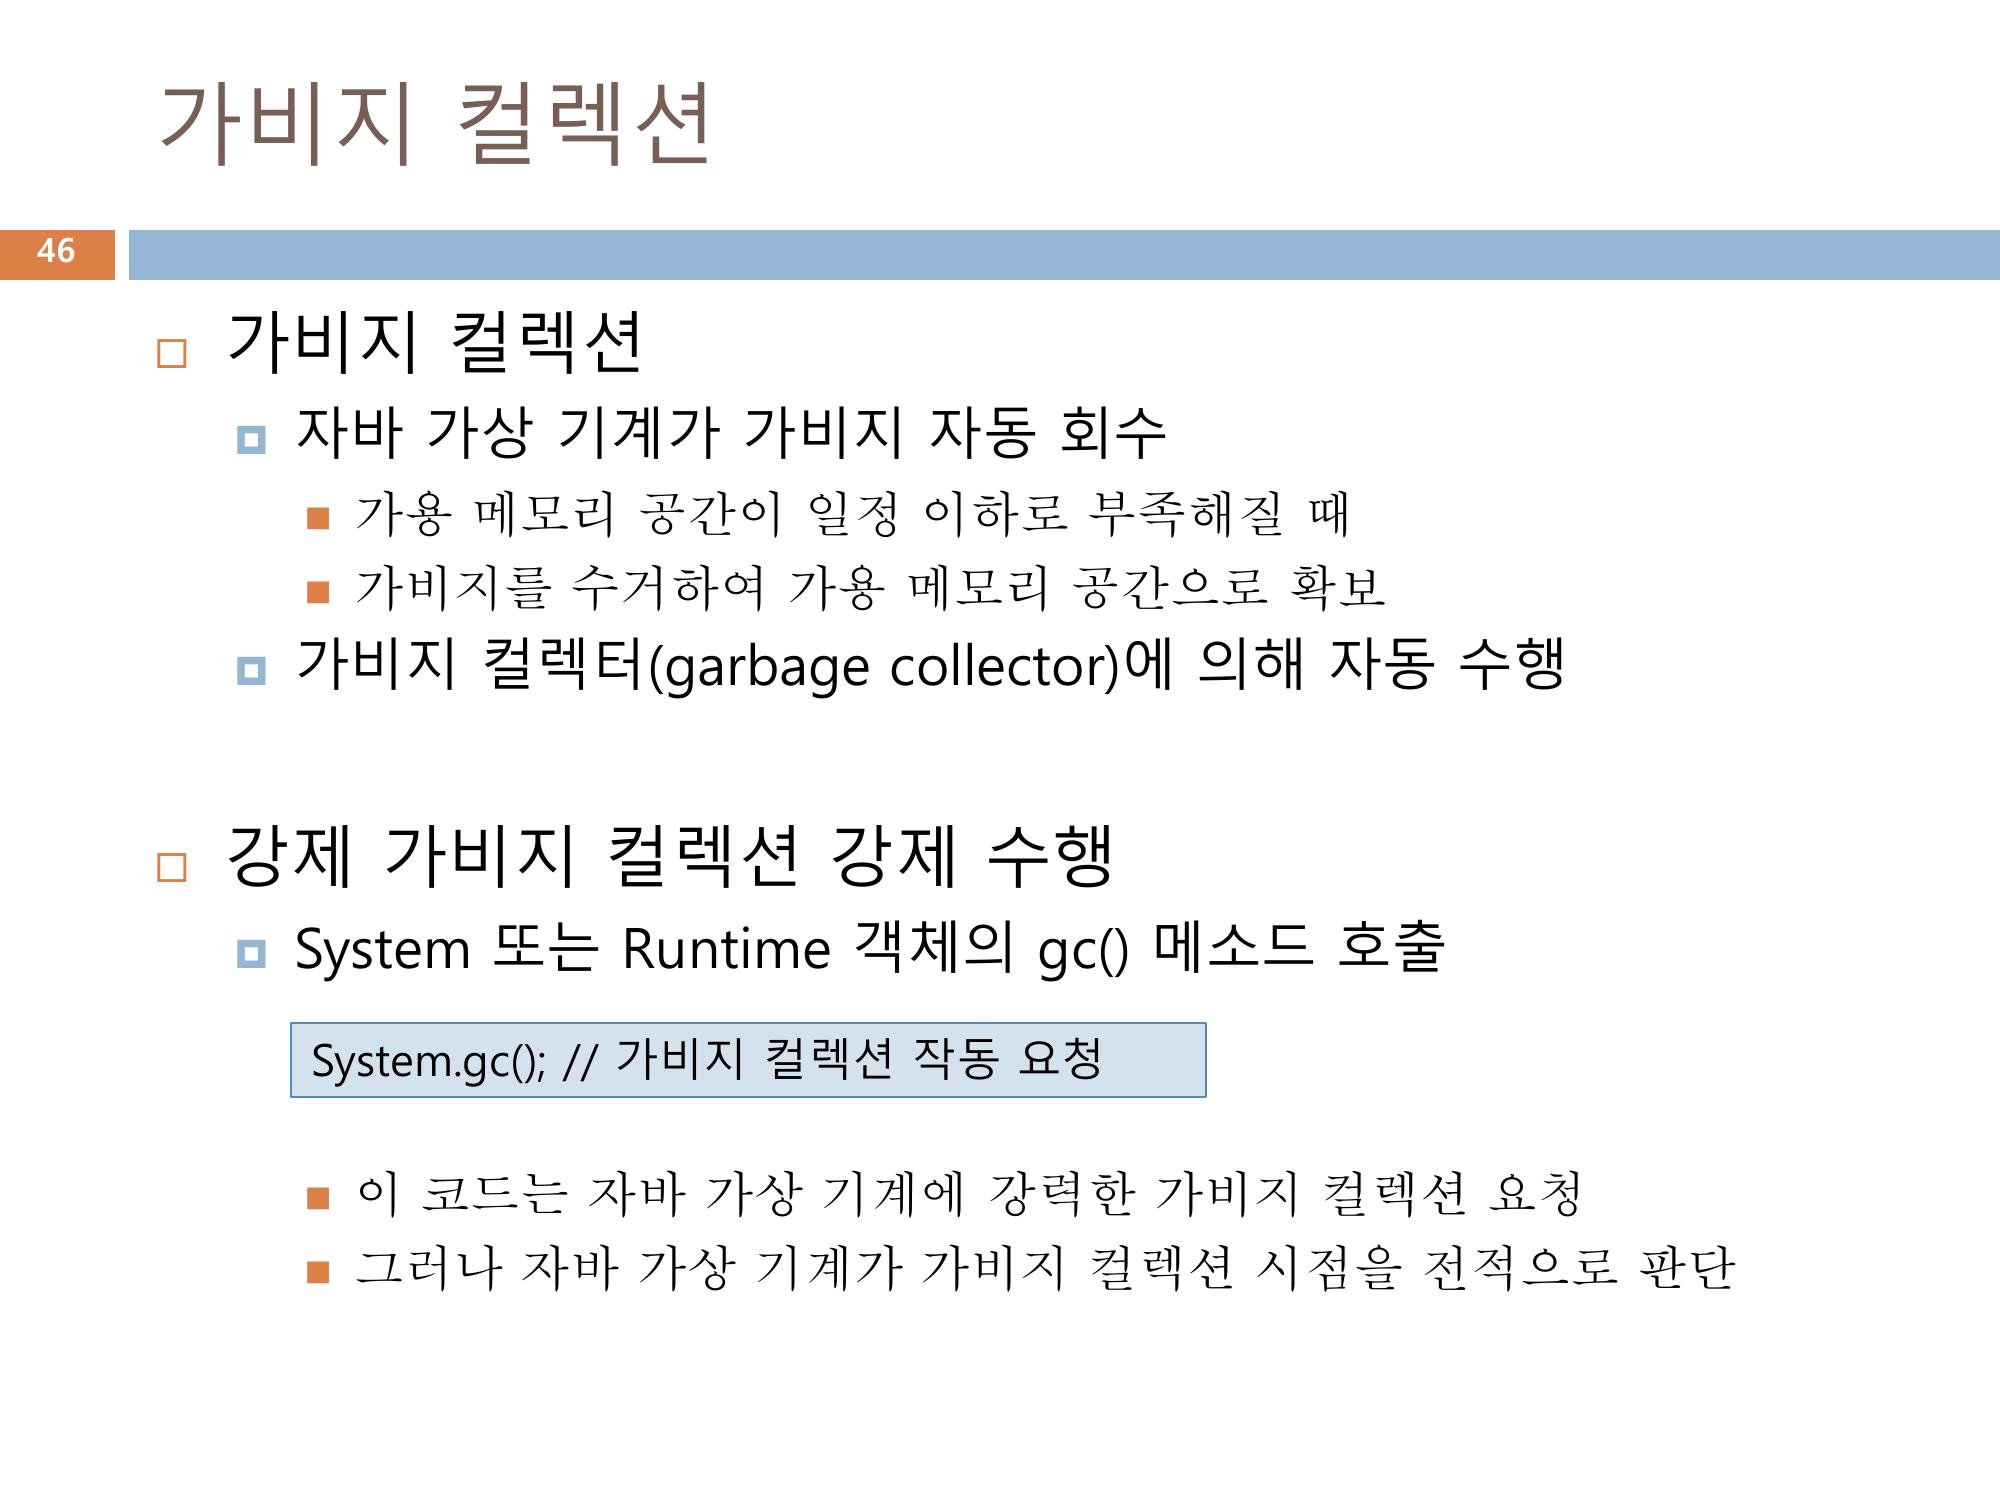 가비지 컬렉션
46
가비지 컬렉션
자바 가상 기계가 가비지 자동 회수
가용 메모리 공간이 일정 이하로 부족해질 때
가비지를 수거하여 가용 메모리 공간으로 확보
가비지 컬렉터(garbage collector)에 의해 자동 수행
강제 가비지 컬렉션 강제 수행
System 또는 Runtime 객체의 gc() 메소드 호출
System.gc(); // 가비지 컬렉션 작동 요청
이 코드는 자바 가상 기계에 강력한 가비지 컬렉션 요청
그러나 자바 가상 기계가 가비지 컬렉션 시점을 전적으로 판단